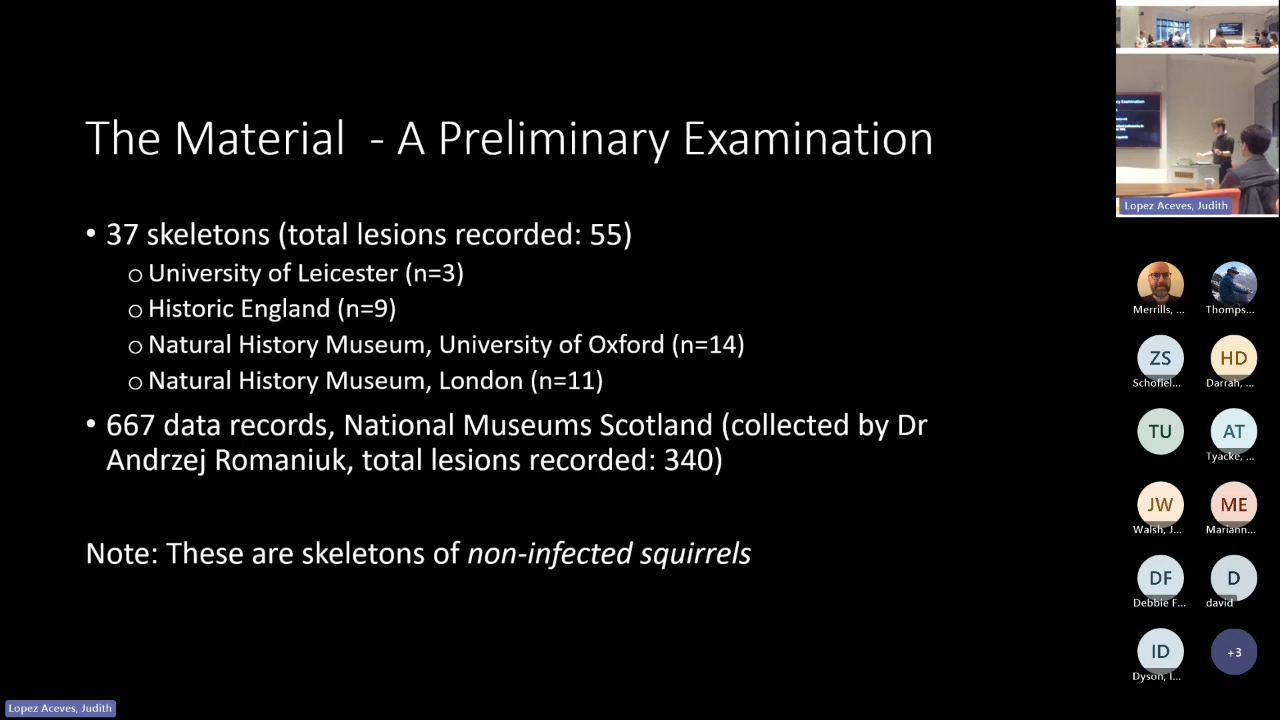 The Material - A Preliminary Examination
• 37 skeletons (total lesions recorded: 55)
o University of Leicester (n=3)
o Historic England (n=9)
o Natural History Museum, University of Oxford (n=14)
o Natural History Museum, London (n=11)
• 667 data records, National Museums Scotland (collected by Dr
Andrzej Romaniuk, total lesions recorded: 340)
Note: These are skeletons of non-infected squirrels
Lopez Aceves, Judith
Lopez Aceves, Judith
Merrills, ...
Thomps...
ZS
HD
Schofiel...
Darrah, ...
TU
AT
Tyacke, ...
JW
ME
Walsh, J...
Mariann...
DF
D
Debbie F...
david
ID
+3
Dyson, I...